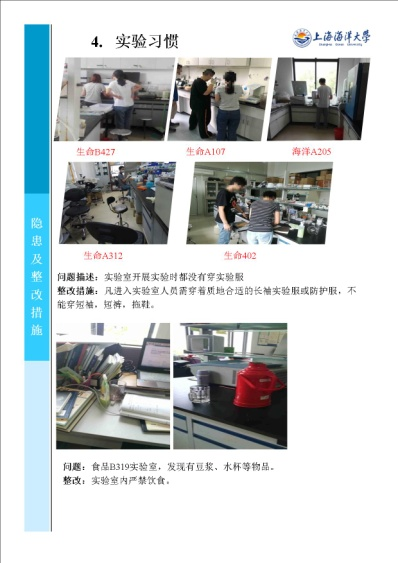 4. 实验习惯
上海海洋大学
Shanghai Ocean University
生命B427 生命A107 海洋A205
生命A312 生命402
隐患及整改措施
问题描述：实验室开展实验时都没有穿实验服
整改措施：凡进入实验室人员需穿着质地合适的长袖实验服或防护服，不
能穿短袖，短裤，拖鞋。
问题：食品B319实验室，发现有豆浆、水杯等物品。
整改：实验室内严禁饮食。